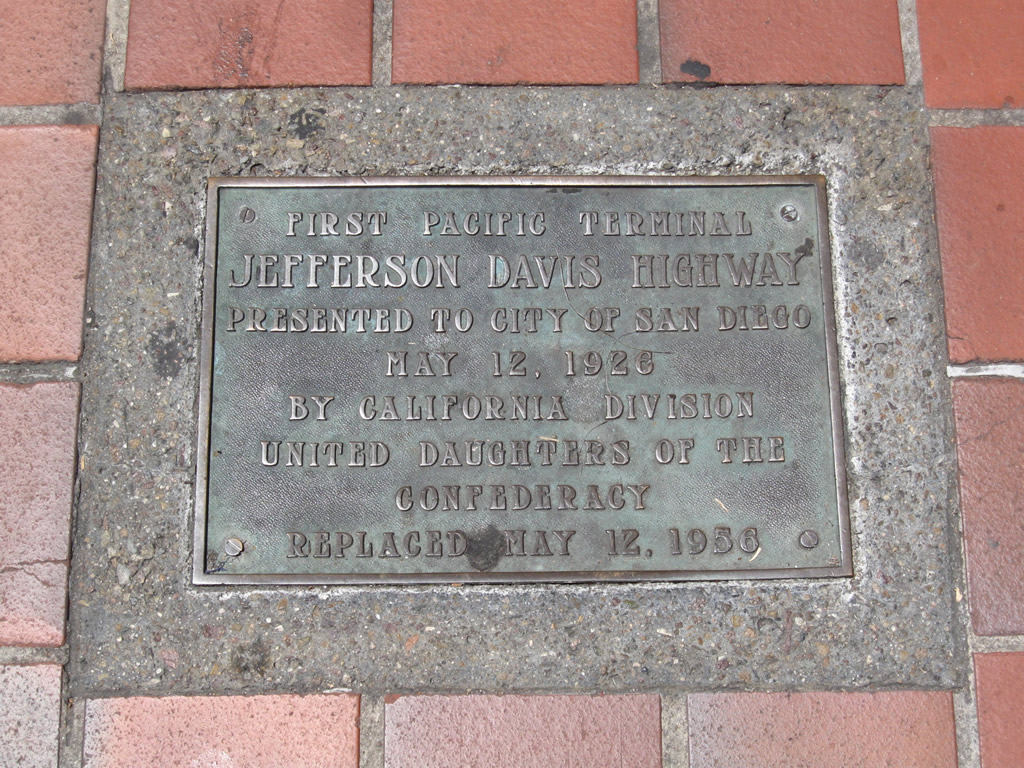 FIRST PACIFIC TERMINAL
JEFFERSON DAVIS HIGHWAY
PRESENTED TO CITY OF SAN DIEGO
MAY 12, 1926
BY CALIFORNIA DIVISION
UNITED DAUGHTERS OF THE
CONFEDERACY
REPLACED MAY 12, 1956